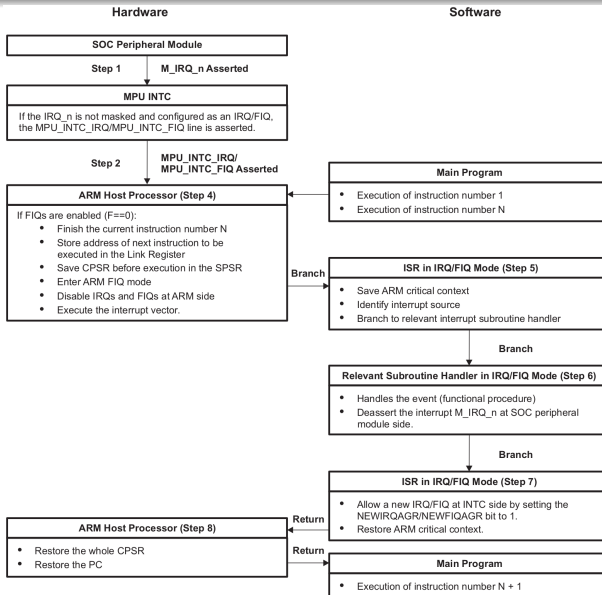 Hardware
Software
SOC Peripheral Module
Step 1
M_IRQ_n Asserted
MPU INTC
If the IRQ_n is not masked and configured as an IRQ/FIQ,
the MPU_INTC_IRQ/MPU_INTC_FIQ line is asserted.
Step 2
MPU_INTC_IRQ/
MPU_INTC_FIQ Asserted
Main Program
• Execution of instruction number 1
• Execution of instruction number N
ARM Host Processor (Step 4)
If FIQs are enabled (F==0):
• Finish the current instruction number N
• Store address of next instruction to be
executed in the Link Register
• Save CPSR before execution in the SPSR
• Enter ARM FIQ mode
• Disable IRQs and FIQs at ARM side
• Execute the interrupt vector.
Branch
ISR in IRQ/FIQ Mode (Step 5)
• Save ARM critical context
• Identify interrupt source
• Branch to relevant interrupt subroutine handler
Branch
Relevant Subroutine Handler in IRQ/FIQ Mode (Step 6)
• Handles the event (functional procedure)
• Deassert the interrupt M_IRQ_n at SOC peripheral
module side.
Branch
ISR in IRQ/FIQ Mode (Step 7)
• Allow a new IRQ/FIQ at INTC side by setting the
NEWIRQAGR/NEWFIQAGR bit to 1.
• Restore ARM critical context.
Return
ARM Host Processor (Step 8)
• Restore the whole CPSR
• Restore the PC
Return
Main Program
• Execution of instruction number N + 1